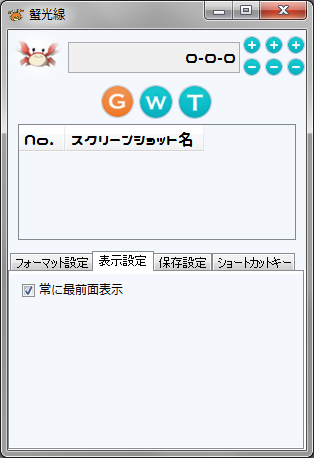 蟹光線
0-0-0
G W T
No. スクリーンショット名
フォーマット設定 表示設定 保存設定 ショートカットキー
常に最前面表示